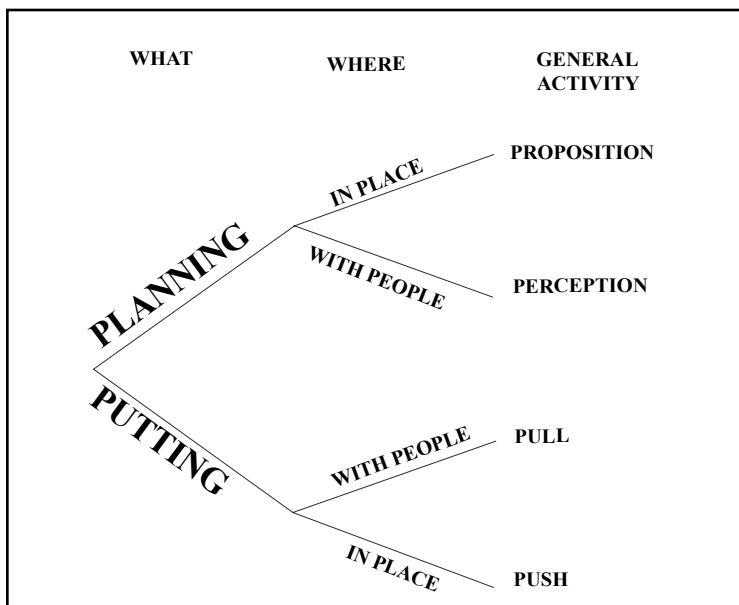 WHAT
WHERE
GENERAL
ACTIVITY
PLANNING
IN PLACE
PROPOSITION
WITH PEOPLE
PERCEPTION
PUTTING
WITH PEOPLE
PULL
IN PLACE
PUSH